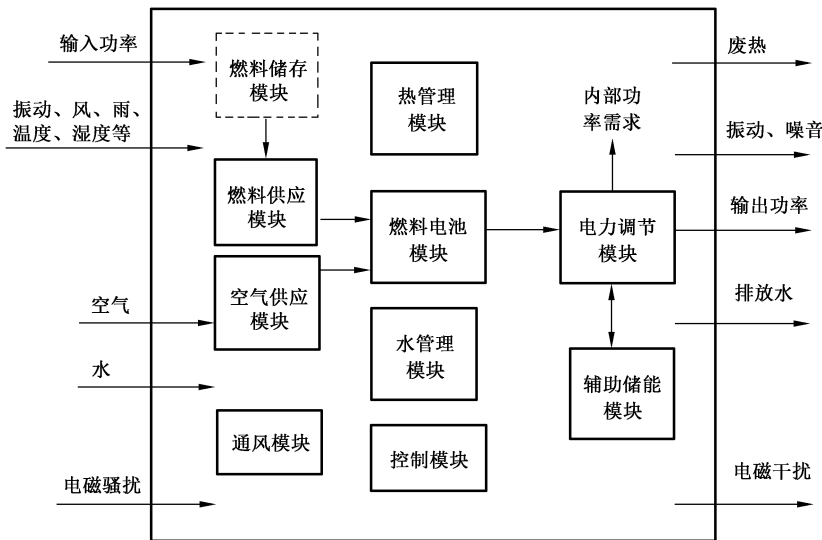 输入功率
振动、风、雨、
温度、湿度等
空气
水
电磁骚扰
燃料储存
模块
燃料供应
模块
空气供应
模块
通风模块
热管理
模块
燃料电池
模块
水管理
模块
控制模块
内部功
率需求
电力调节
模块
辅助储能
模块
废热
振动、噪音
输出功率
排放水
电磁干扰